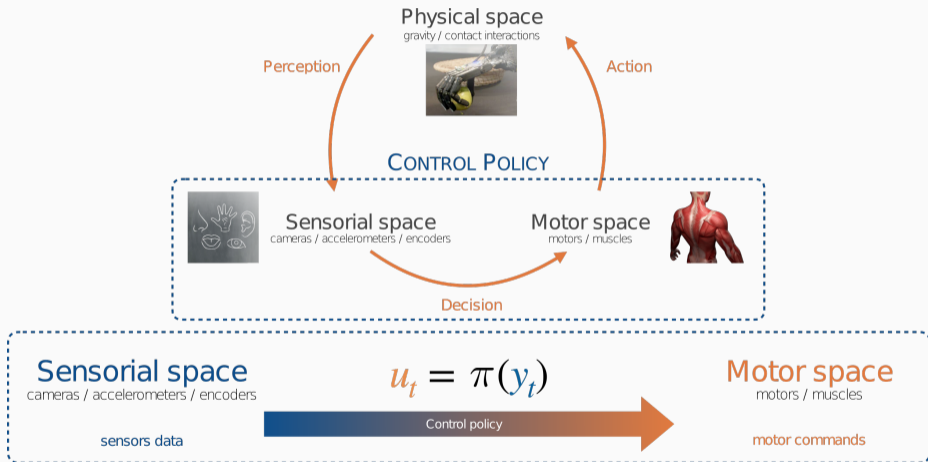 Physical space
gravity / contact interactions
Perception
Action
CONTROL POLICY
Sensorial space
cameras / accelerometers / encoders
Motor space
motors / muscles
Decision
Sensorial space
cameras / accelerometers / encoders
sensors data
u_t = π(y_t)
Control policy
Motor space
motors / muscles
motor commands